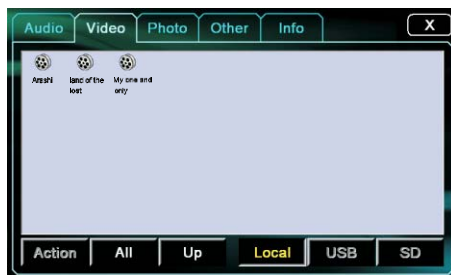 Audio Video Photo Other Info X
Arashi land of the My one and
lost only
Action All Up Local USB SD